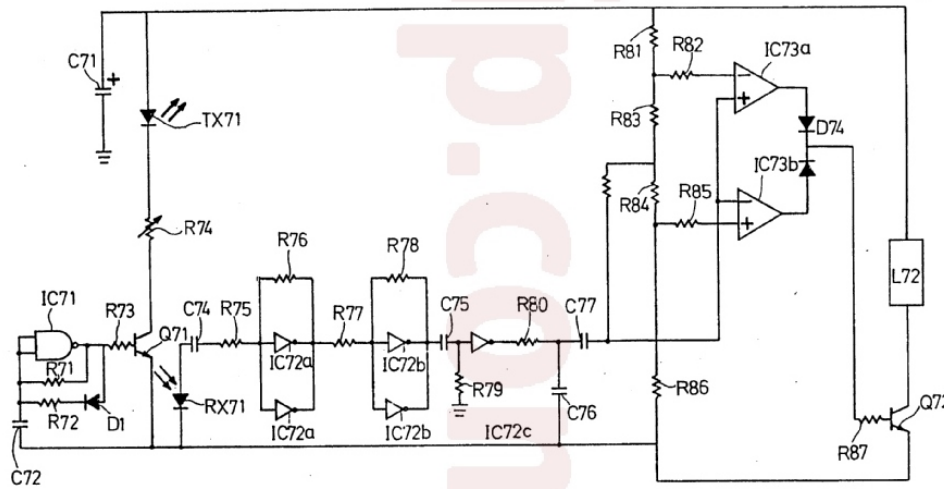 C71
+
TX71
R74
IC71
R73
Q71
R71
R72
D1
C72
RX71
C74
R75
R76
IC72a
IC72a
R77
R78
IC72b
IC72b
C75
R79
IC72c
R80
C76
C77
R81
R82
R83
R84
R85
R86
IC73a
−
+
D74
IC73b
−
+
R87
L72
Q72
p.com